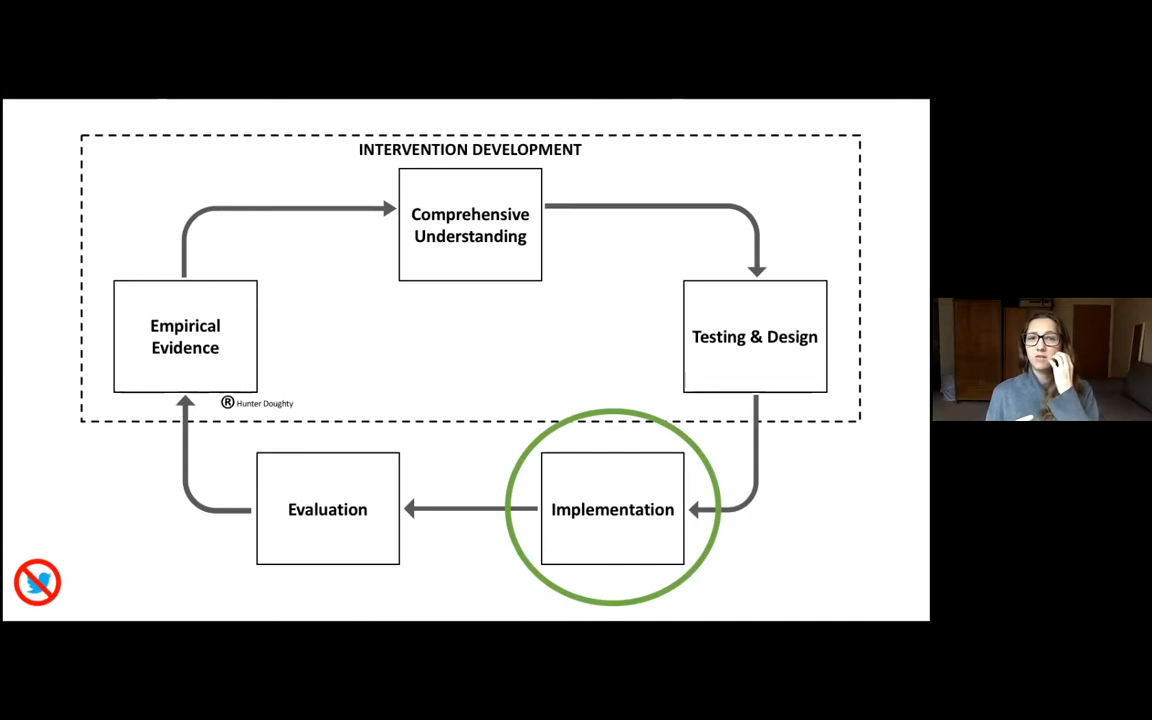 INTERVENTION DEVELOPMENT
Comprehensive
Understanding
Empirical
Evidence
Testing & Design
® Hunter Doughty
Evaluation
Implementation